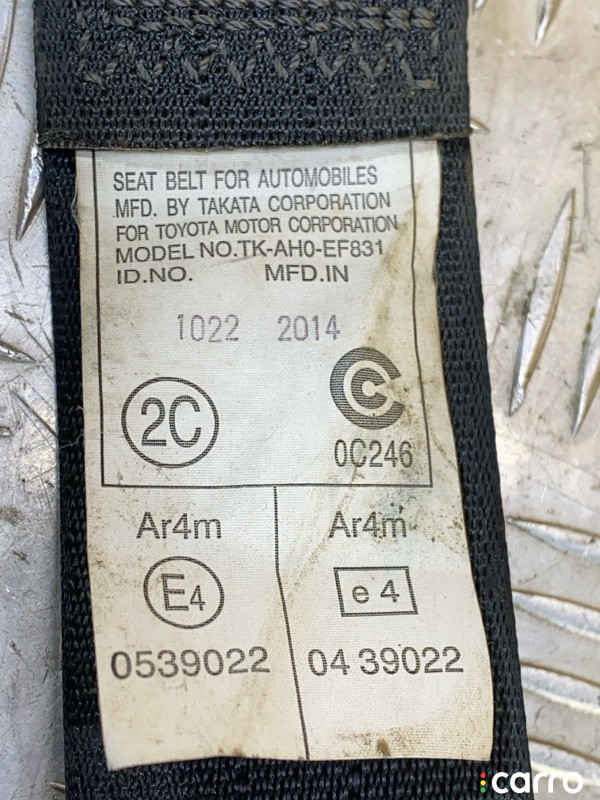 SEAT BELT FOR AUTOMOBILES
MFD. BY TAKATA CORPORATION
FOR TOYOTA MOTOR CORPORATION
MODEL NO.TK-AH0-EF831
ID.NO. MFD.IN
1022 2014
2C
CC
0C246
Ar4m Ar4m
E4 e 4
0539022 04 39022
carro